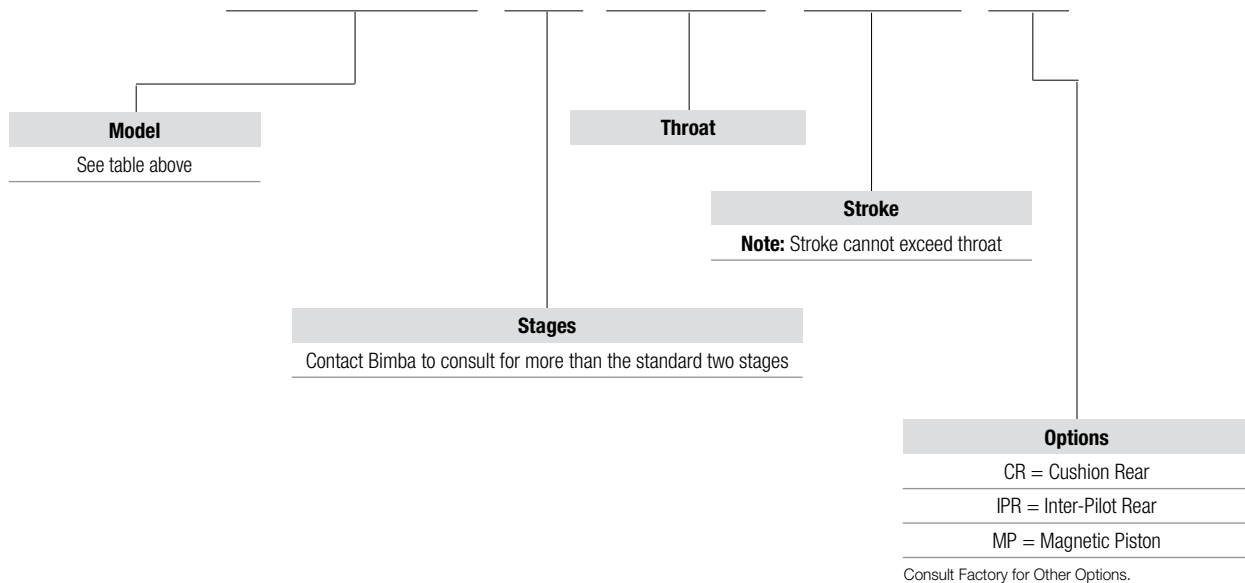 Model
See table above
Throat
Stroke
Note: Stroke cannot exceed throat
Stages
Contact Bimba to consult for more than the standard two stages
Options
CR = Cushion Rear
IPR = Inter-Pilot Rear
MP = Magnetic Piston
Consult Factory for Other Options.